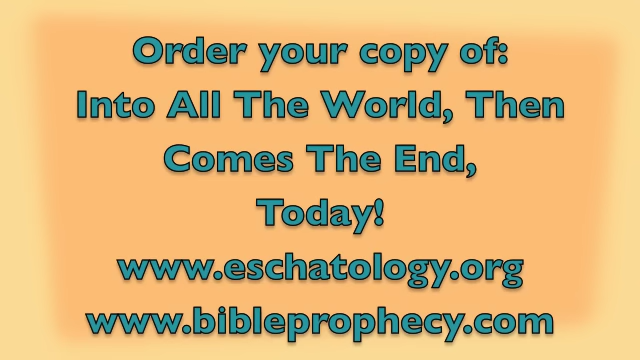 Order your copy of:
Into All The World, Then
Comes The End,
Today!
www.eschatology.org
www.bibleprophecy.com